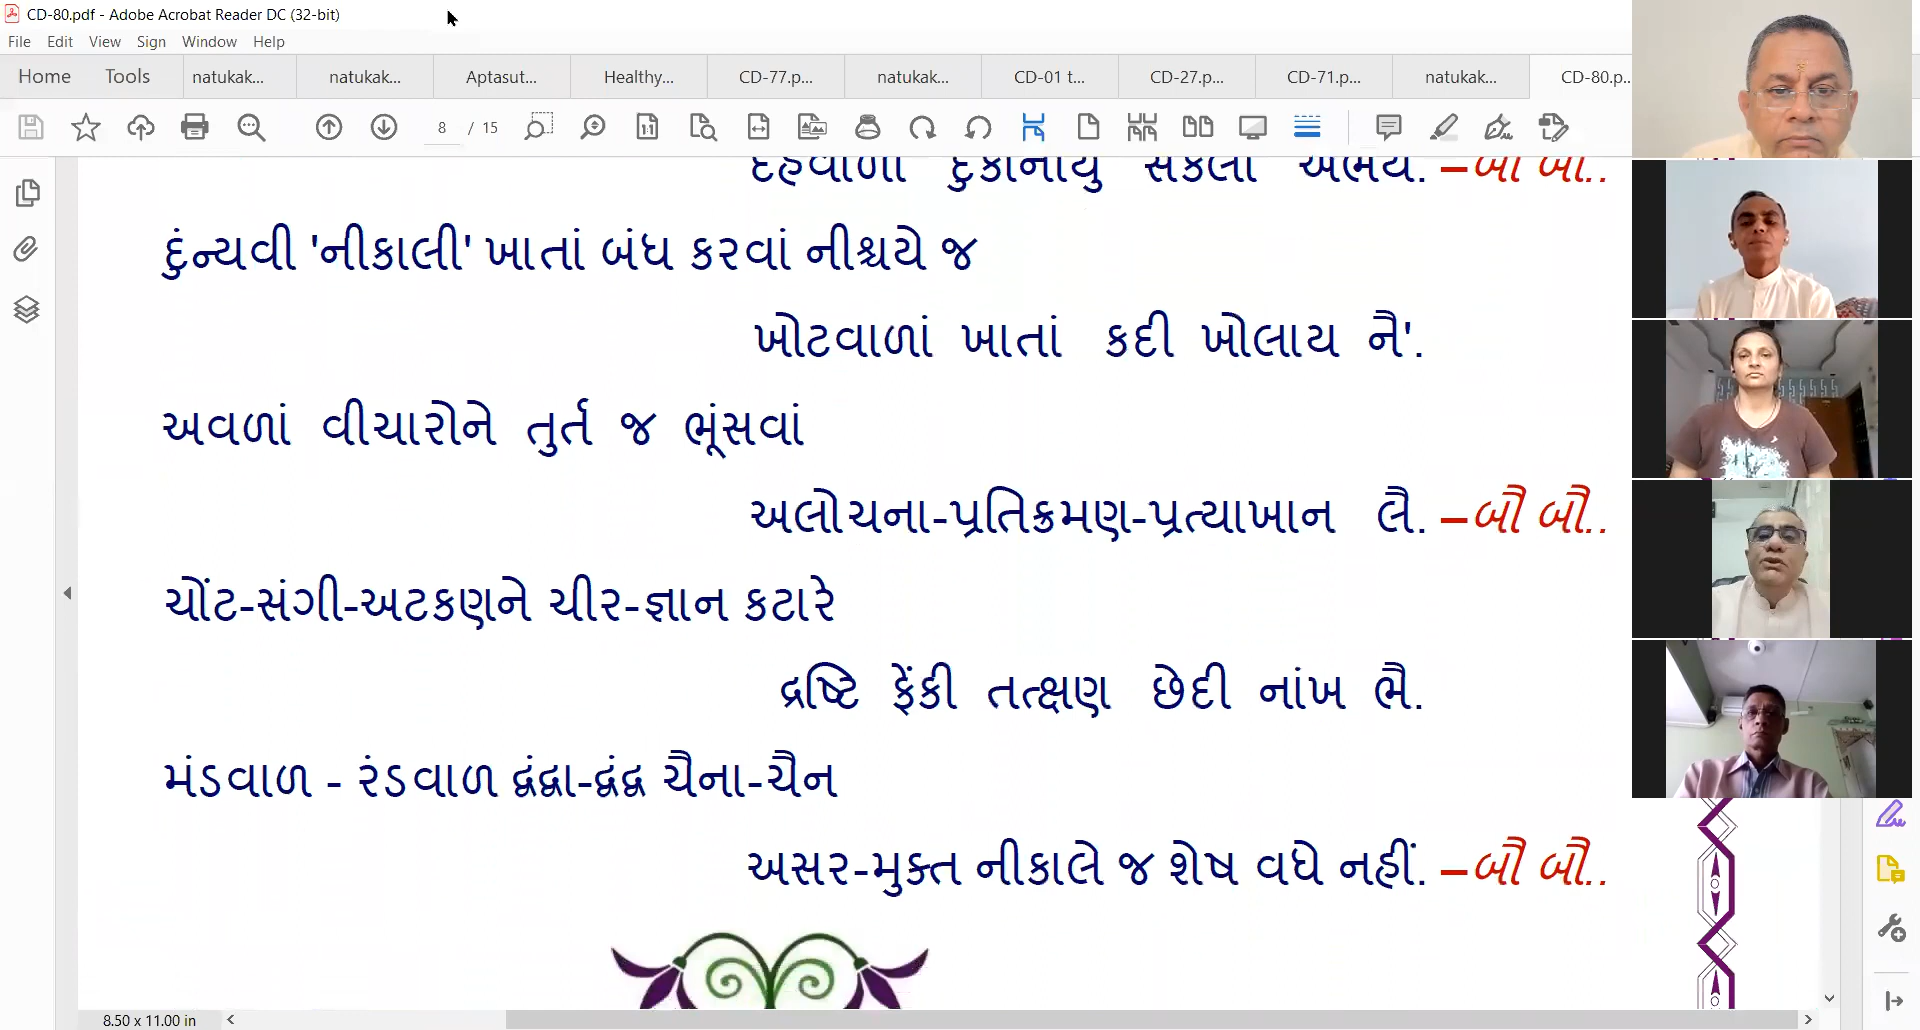 CD-80.pdf - Adobe Acrobat Reader DC (32-bit)
File Edit View Sign Window Help
Home Tools natukak... natukak... Aptasut... Healthy... CD-77.p... natukak... CD-01 t... CD-27.p... CD-71.p... natukak... CD-80.p..
8 / 15
દેહવાળી દુકાનોયું સંકેલી અભયે. –બૌ બૌ..
દુંન્યવી 'નીકાલી' ખાતાં બંધ કરવાં નીશ્ચયે જ
ખોટવાળાં ખાતાં કદી ખોલાય નૈ'.
અવળાં વીચારોને તુર્ત જ ભૂંસવાં
અલોચના-પ્રતિક્રમણ-પ્રત્યાખાન લૈ. –બૌ બૌ..
ચોંટ-સંગી-અટકણને ચીર-જ્ઞાન કટારે
દ્રષ્ટિ ફેંકી તત્ક્ષણ છેદી નાંખ ભૈ.
મંડવાળ - રંડવાળ દ્વંદ્વા-દ્વંદ્વ ચૈના-ચૈન
અસર-મુક્ત નીકાલે જ શેષ વધે નહીં. –બૌ બૌ..
8.50 x 11.00 in